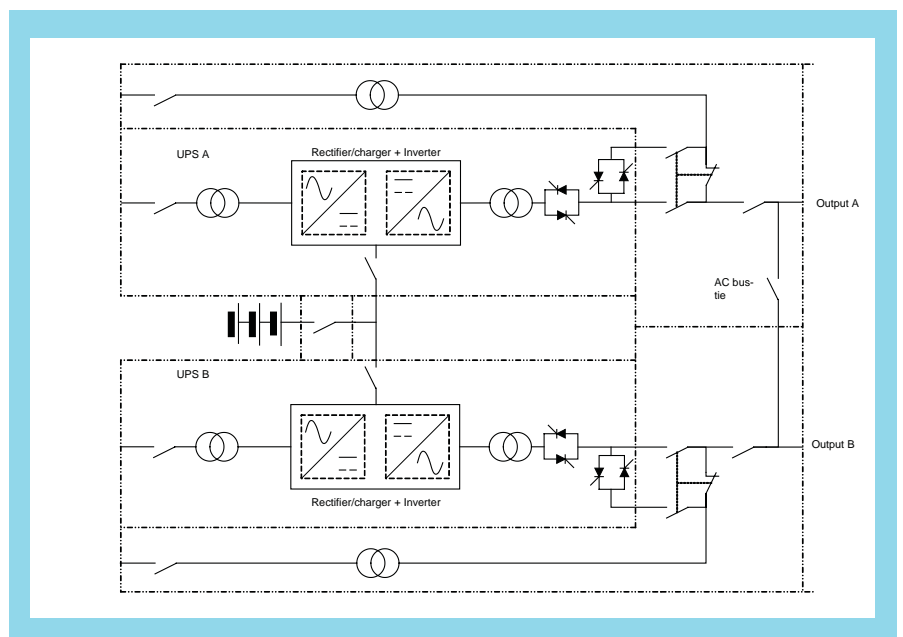 UPS A
Rectifier/charger + Inverter
Output A
AC bus-
tie
UPS B
Output B
Rectifier/charger + Inverter